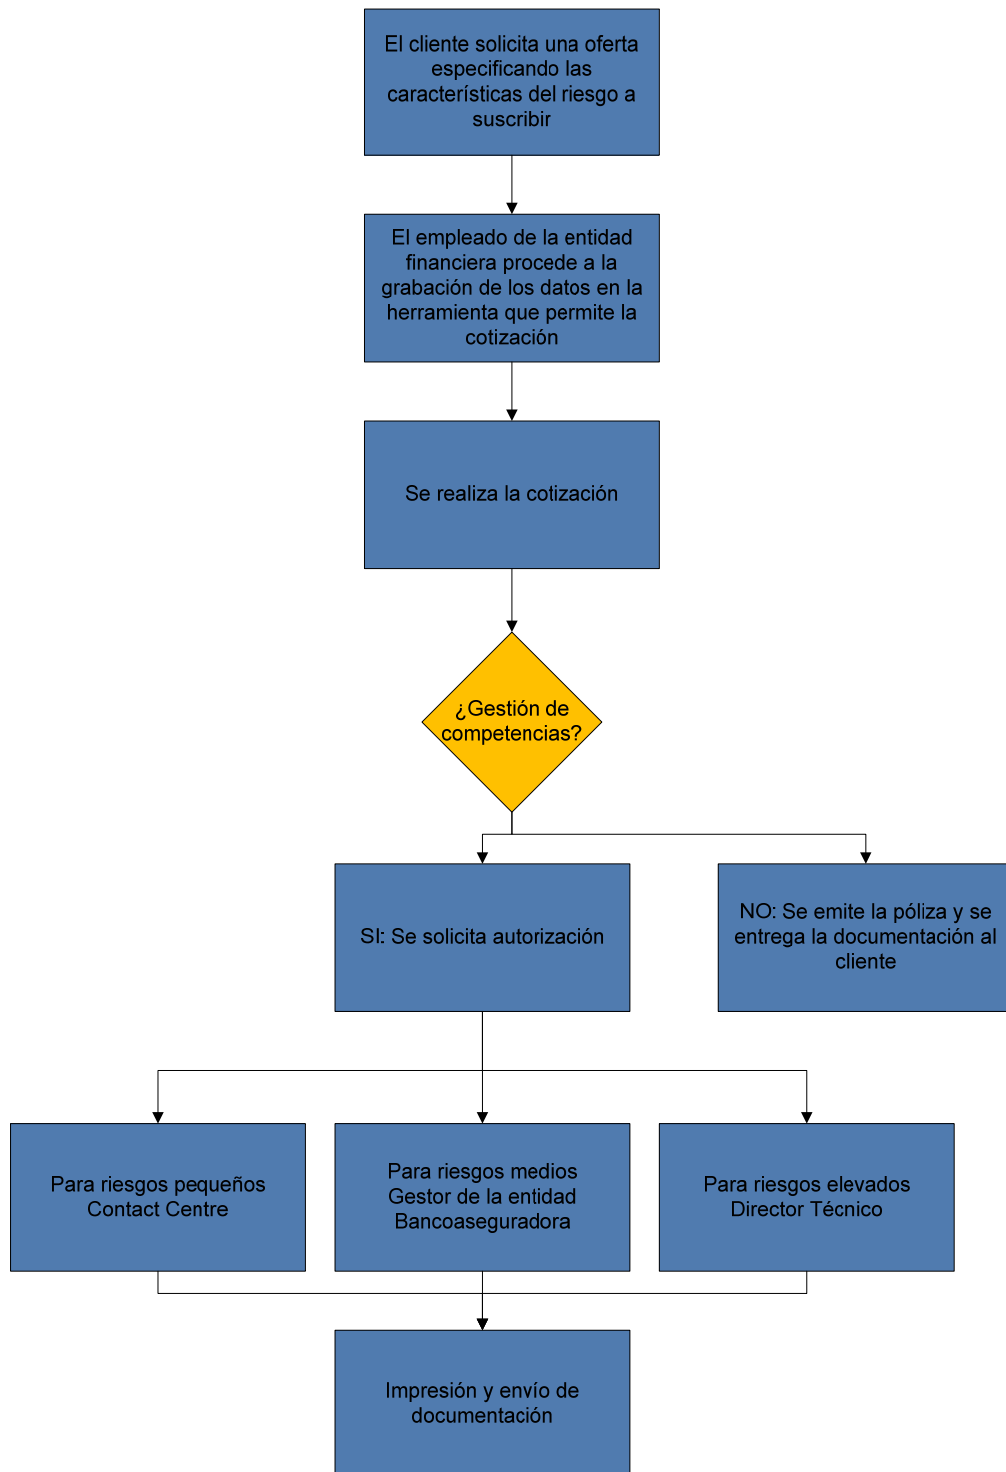 El cliente solicita una oferta
especificando las
características del riesgo a
suscribir
El empleado de la entidad
financiera procede a la
grabación de los datos en la
herramienta que permite la
cotización
Se realiza la cotización
¿Gestión de
competencias?
SI: Se solicita autorización
NO: Se emite la póliza y se
entrega la documentación al
cliente
Para riesgos pequeños
Contact Centre
Para riesgos medios
Gestor de la entidad
Bancoaseguradora
Para riesgos elevados
Director Técnico
Impresión y envío de
documentación